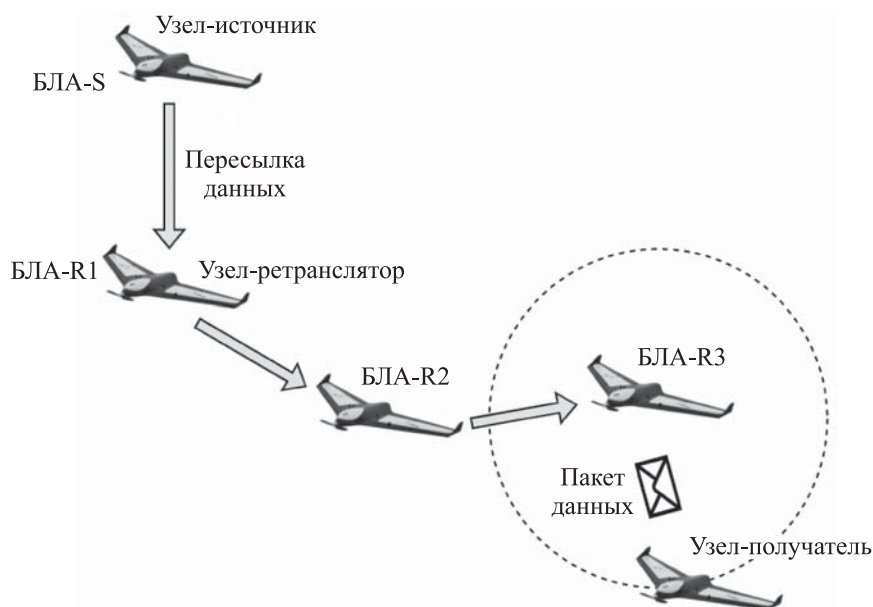 Узел-источник
БЛА-S
Пересылка
данных
БЛА-R1
Узел-ретранслятор
БЛА-R2
БЛА-R3
Пакет
данных
Узел-получатель